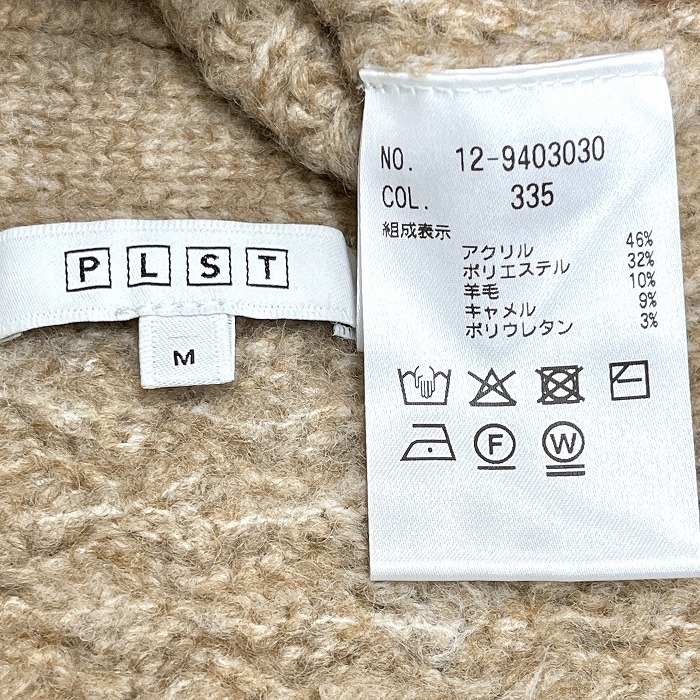 PLST
M
NO. 12-9403030
COL. 335
組成表示
アクリル 46%
ポリエステル 32%
羊毛 10%
キャメル 9%
ポリウレタン 3%
F W